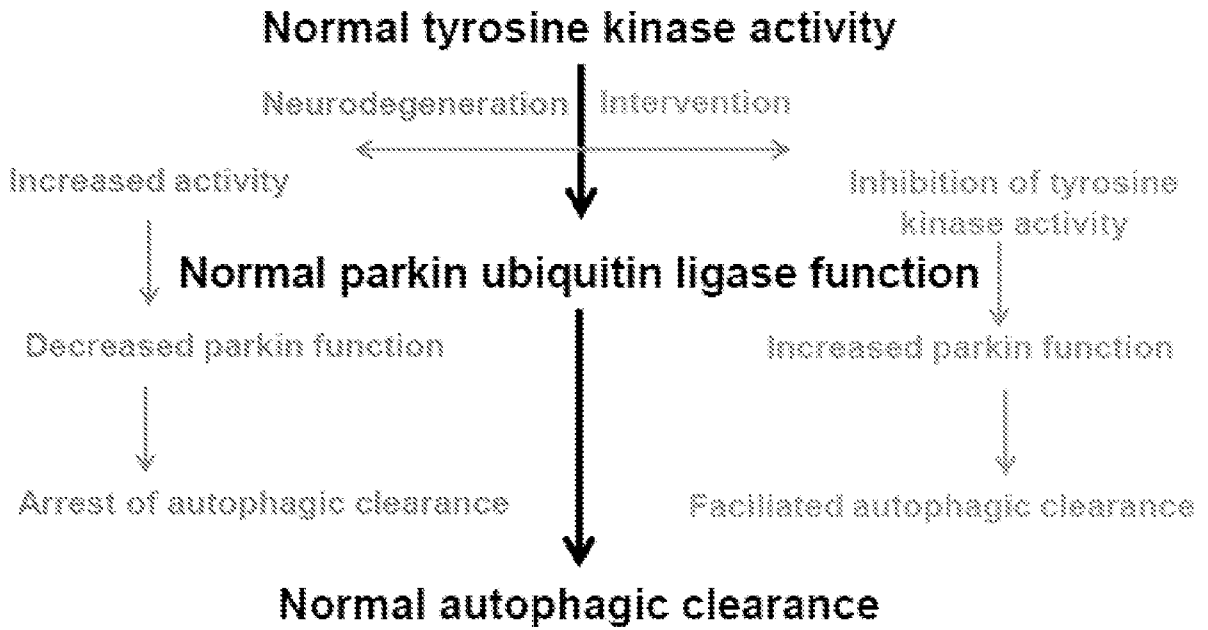 Normal tyrosine kinase activity
Neurodegeneration
Intervention
Increased activity
Inhibition of tyrosine
kinase activity
Normal parkin ubiquitin ligase function
Decreased parkin function
Increased parkin function
Arrest of autophagic clearance
Faciliated autophagic clearance
Normal autophagic clearance